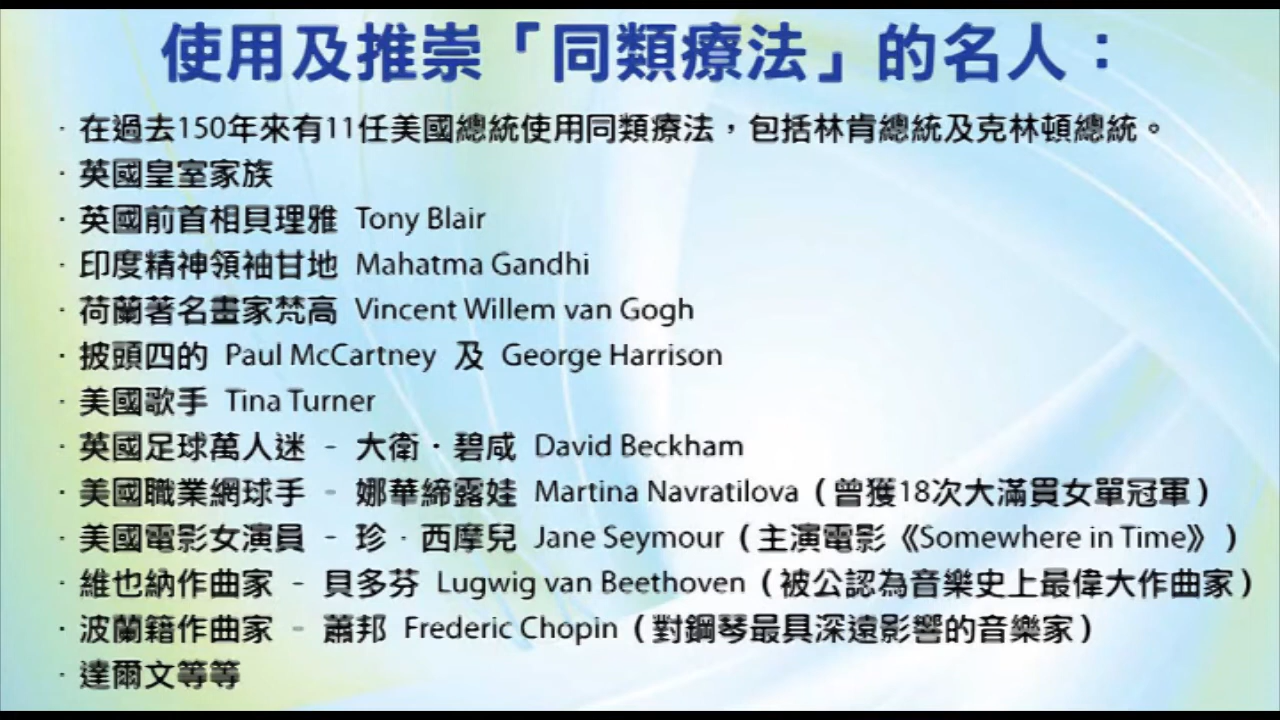 使用及推崇「同類療法」的名人：
· 在過去150年來有11任美國總統使用同類療法，包括林肯總統及克林頓總統。
· 英國皇室家族
· 英國前首相貝理雅 Tony Blair
· 印度精神領袖甘地 Mahatma Gandhi
· 荷蘭著名畫家梵高 Vincent Willem van Gogh
· 披頭四的 Paul McCartney 及 George Harrison
· 美國歌手 Tina Turner
· 英國足球萬人迷 - 大衛·碧咸 David Beckham
· 美國職業網球手 - 娜華締露娃 Martina Navratilova（曾獲18次大滿貫女單冠軍）
· 美國電影女演員 - 珍·西摩兒 Jane Seymour（主演電影《Somewhere in Time》）
· 維也納作曲家 - 貝多芬 Lugwig van Beethoven（被公認為音樂史上最偉大作曲家）
· 波蘭籍作曲家 - 蕭邦 Frederic Chopin（對鋼琴最具深遠影響的音樂家）
· 達爾文等等